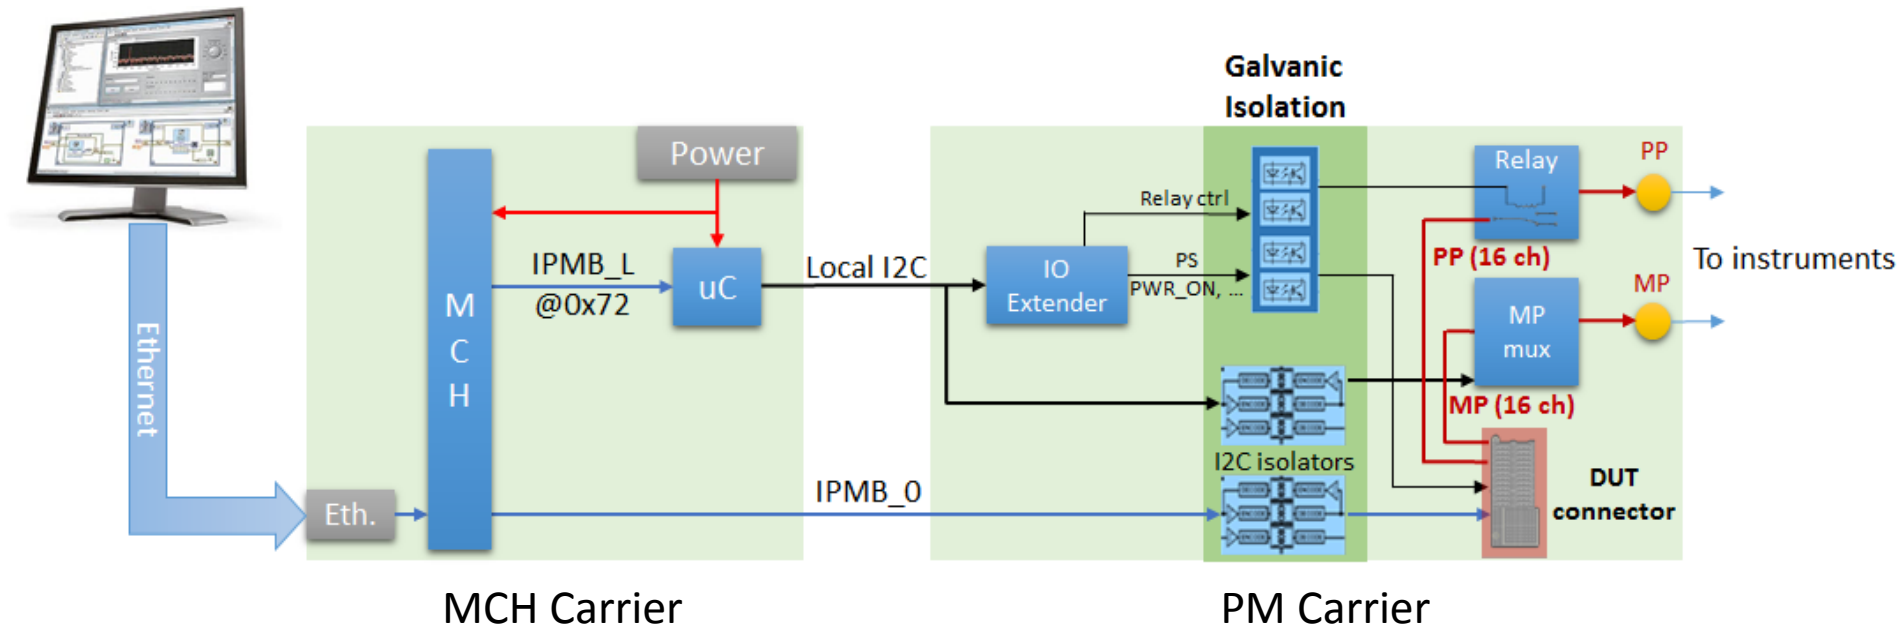 Galvanic
Isolation
Power
Relay
PP
Relay ctrl
IPMB_L
@0x72
uC
Local I2C
IO
Extender
PS
PWR_ON, ...
PP (16 ch)
To instruments
MP
M
C
H
MP
mux
MP (16 ch)
Ethernet
I2C isolators
DUT
connector
IPMB_0
Eth.
MCH Carrier
PM Carrier